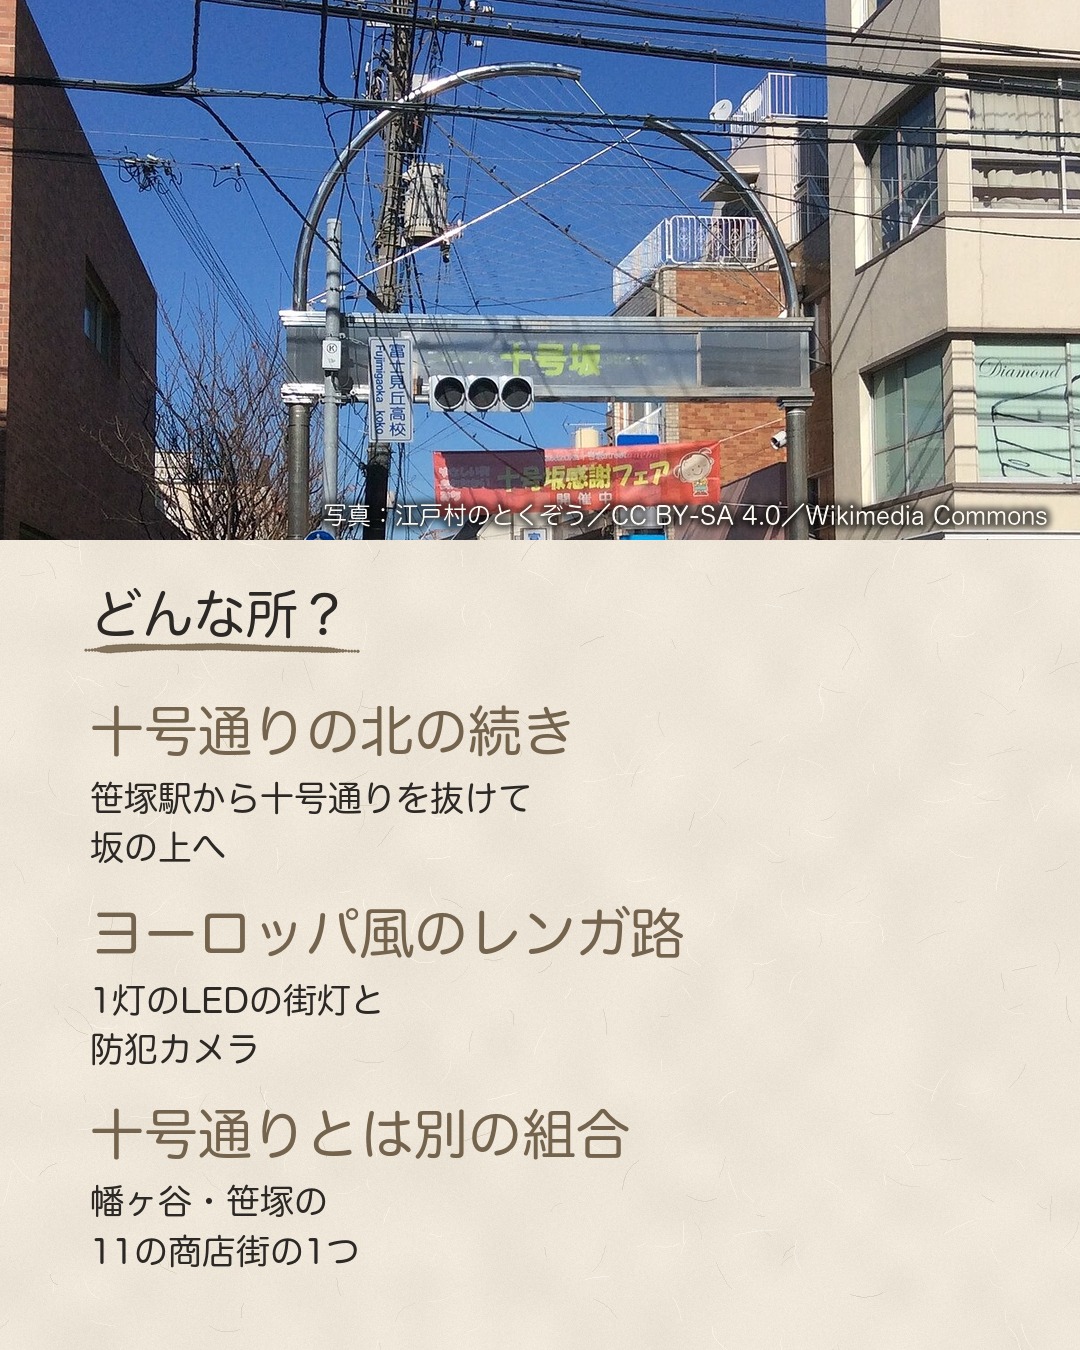 十号坂
富士見丘高校
Fujimigaoka koko
Diamond
十号坂感謝フェア
開催中
写真：江戸村のとくぞう／CC BY-SA 4.0／Wikimedia Commons
どんな所？
十号通りの北の続き
笹塚駅から十号通りを抜けて
坂の上へ
ヨーロッパ風のレンガ路
1灯のLEDの街灯と
防犯カメラ
十号通りとは別の組合
幡ヶ谷・笹塚の
11の商店街の1つ